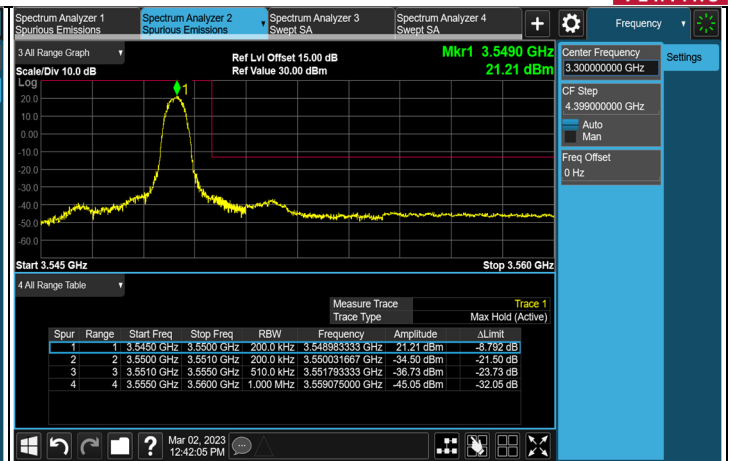 Spectrum Analyzer 1 Spectrum Analyzer 2 Spectrum Analyzer 3 Spectrum Analyzer 4 + Frequency
Spurious Emissions Spurious Emissions Swept SA Swept SA
3 All Range Graph Ref Lvl Offset 15.00 dB Mkr1 3.5490 GHz
Scale/Div 10.0 dB Ref Value 30.00 dBm 21.21 dBm
Log
1
20.0
10.0
0.00
-10.0
-20.0
-30.0
-40.0
-50.0
-60.0
Start 3.545 GHz Stop 3.560 GHz
Center Frequency Settings
3.30000000 GHz
CF Step
4.399000000 GHz
Auto
Man
Freq Offset
0 Hz
4 All Range Table
Measure Trace Trace 1
Trace Type Max Hold (Active)
Spur Range Start Freq Stop Freq RBW Frequency Amplitude ΔLimit
1 1 3.5450 GHz 3.5500 GHz 200.0 kHz 3.548983333 GHz 21.21 dBm -8.792 dB
2 2 3.5500 GHz 3.5510 GHz 200.0 kHz 3.550031667 GHz -34.50 dBm -21.50 dB
3 3 3.5510 GHz 3.5550 GHz 510.0 kHz 3.551793333 GHz -36.73 dBm -23.73 dB
4 4 3.5550 GHz 3.5600 GHz 1.000 MHz 3.559075000 GHz -45.05 dBm -32.05 dB
? Mar 02, 2023
12:42:05 PM